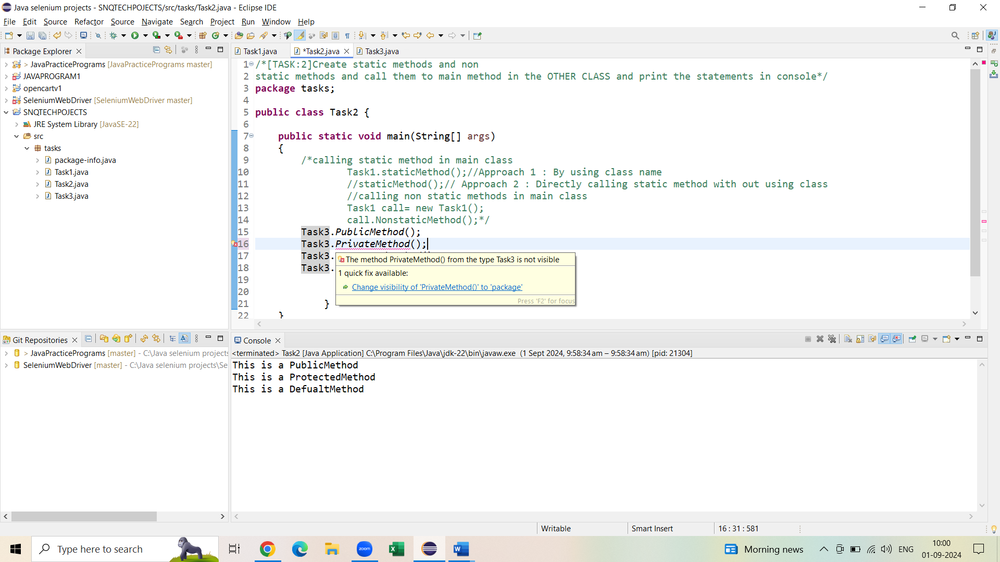 Java selenium projects - SNQTECHPOJECTS/src/tasks/Task2.java - Eclipse IDE
File Edit Source Refactor Source Navigate Search Project Run Window Help
Package Explorer
> JavaPracticePrograms [JavaPracticePrograms master]
JAVAPROGRAM1
opencartv1
SeleniumWebDriver [SeleniumWebDriver master]
SNQTECHPOJECTS
JRE System Library [JavaSE-22]
src
tasks
package-info.java
Task1.java
Task2.java
Task3.java
Task1.java *Task2.java Task3.java
1 /*[TASK:2]Create static methods and non
2 static methods and call them to main method in the OTHER CLASS and print the statements in console*/
3 package tasks;
4
5 public class Task2 {
6
7 public static void main(String[] args)
8 {
9 /*calling static method in main class
10 Task1.staticMethod();//Approach 1 : By using class name
11 //staticMethod();// Approach 2 : Directly calling static method with out using class
12 //calling non static methods in main class
13 Task1 call= new Task1();
14 call.NonstaticMethod();*/
15 Task3.PublicMethod();
16 Task3.PrivateMethod();
17 Task3.
18 Task3.
19
20
21 }
22 }
The method PrivateMethod() from the type Task3 is not visible
1 quick fix available:
Change visibility of 'PrivateMethod()' to 'package'
Press 'F2' for focus
Git Repositories
> JavaPracticePrograms [master] - C:\Java selenium projects
SeleniumWebDriver [master] - C:\Java selenium projects\Se
Console
<terminated> Task2 [Java Application] C:\Program Files\Java\jdk-22\bin\javaw.exe (1 Sept 2024, 9:58:34 am – 9:58:34 am) [pid: 21304]
This is a PublicMethod
This is a ProtectedMethod
This is a DefualtMethod
Writable Smart Insert 16 : 31 : 581
Type here to search
zoom
Morning news
ENG
10:00
01-09-2024